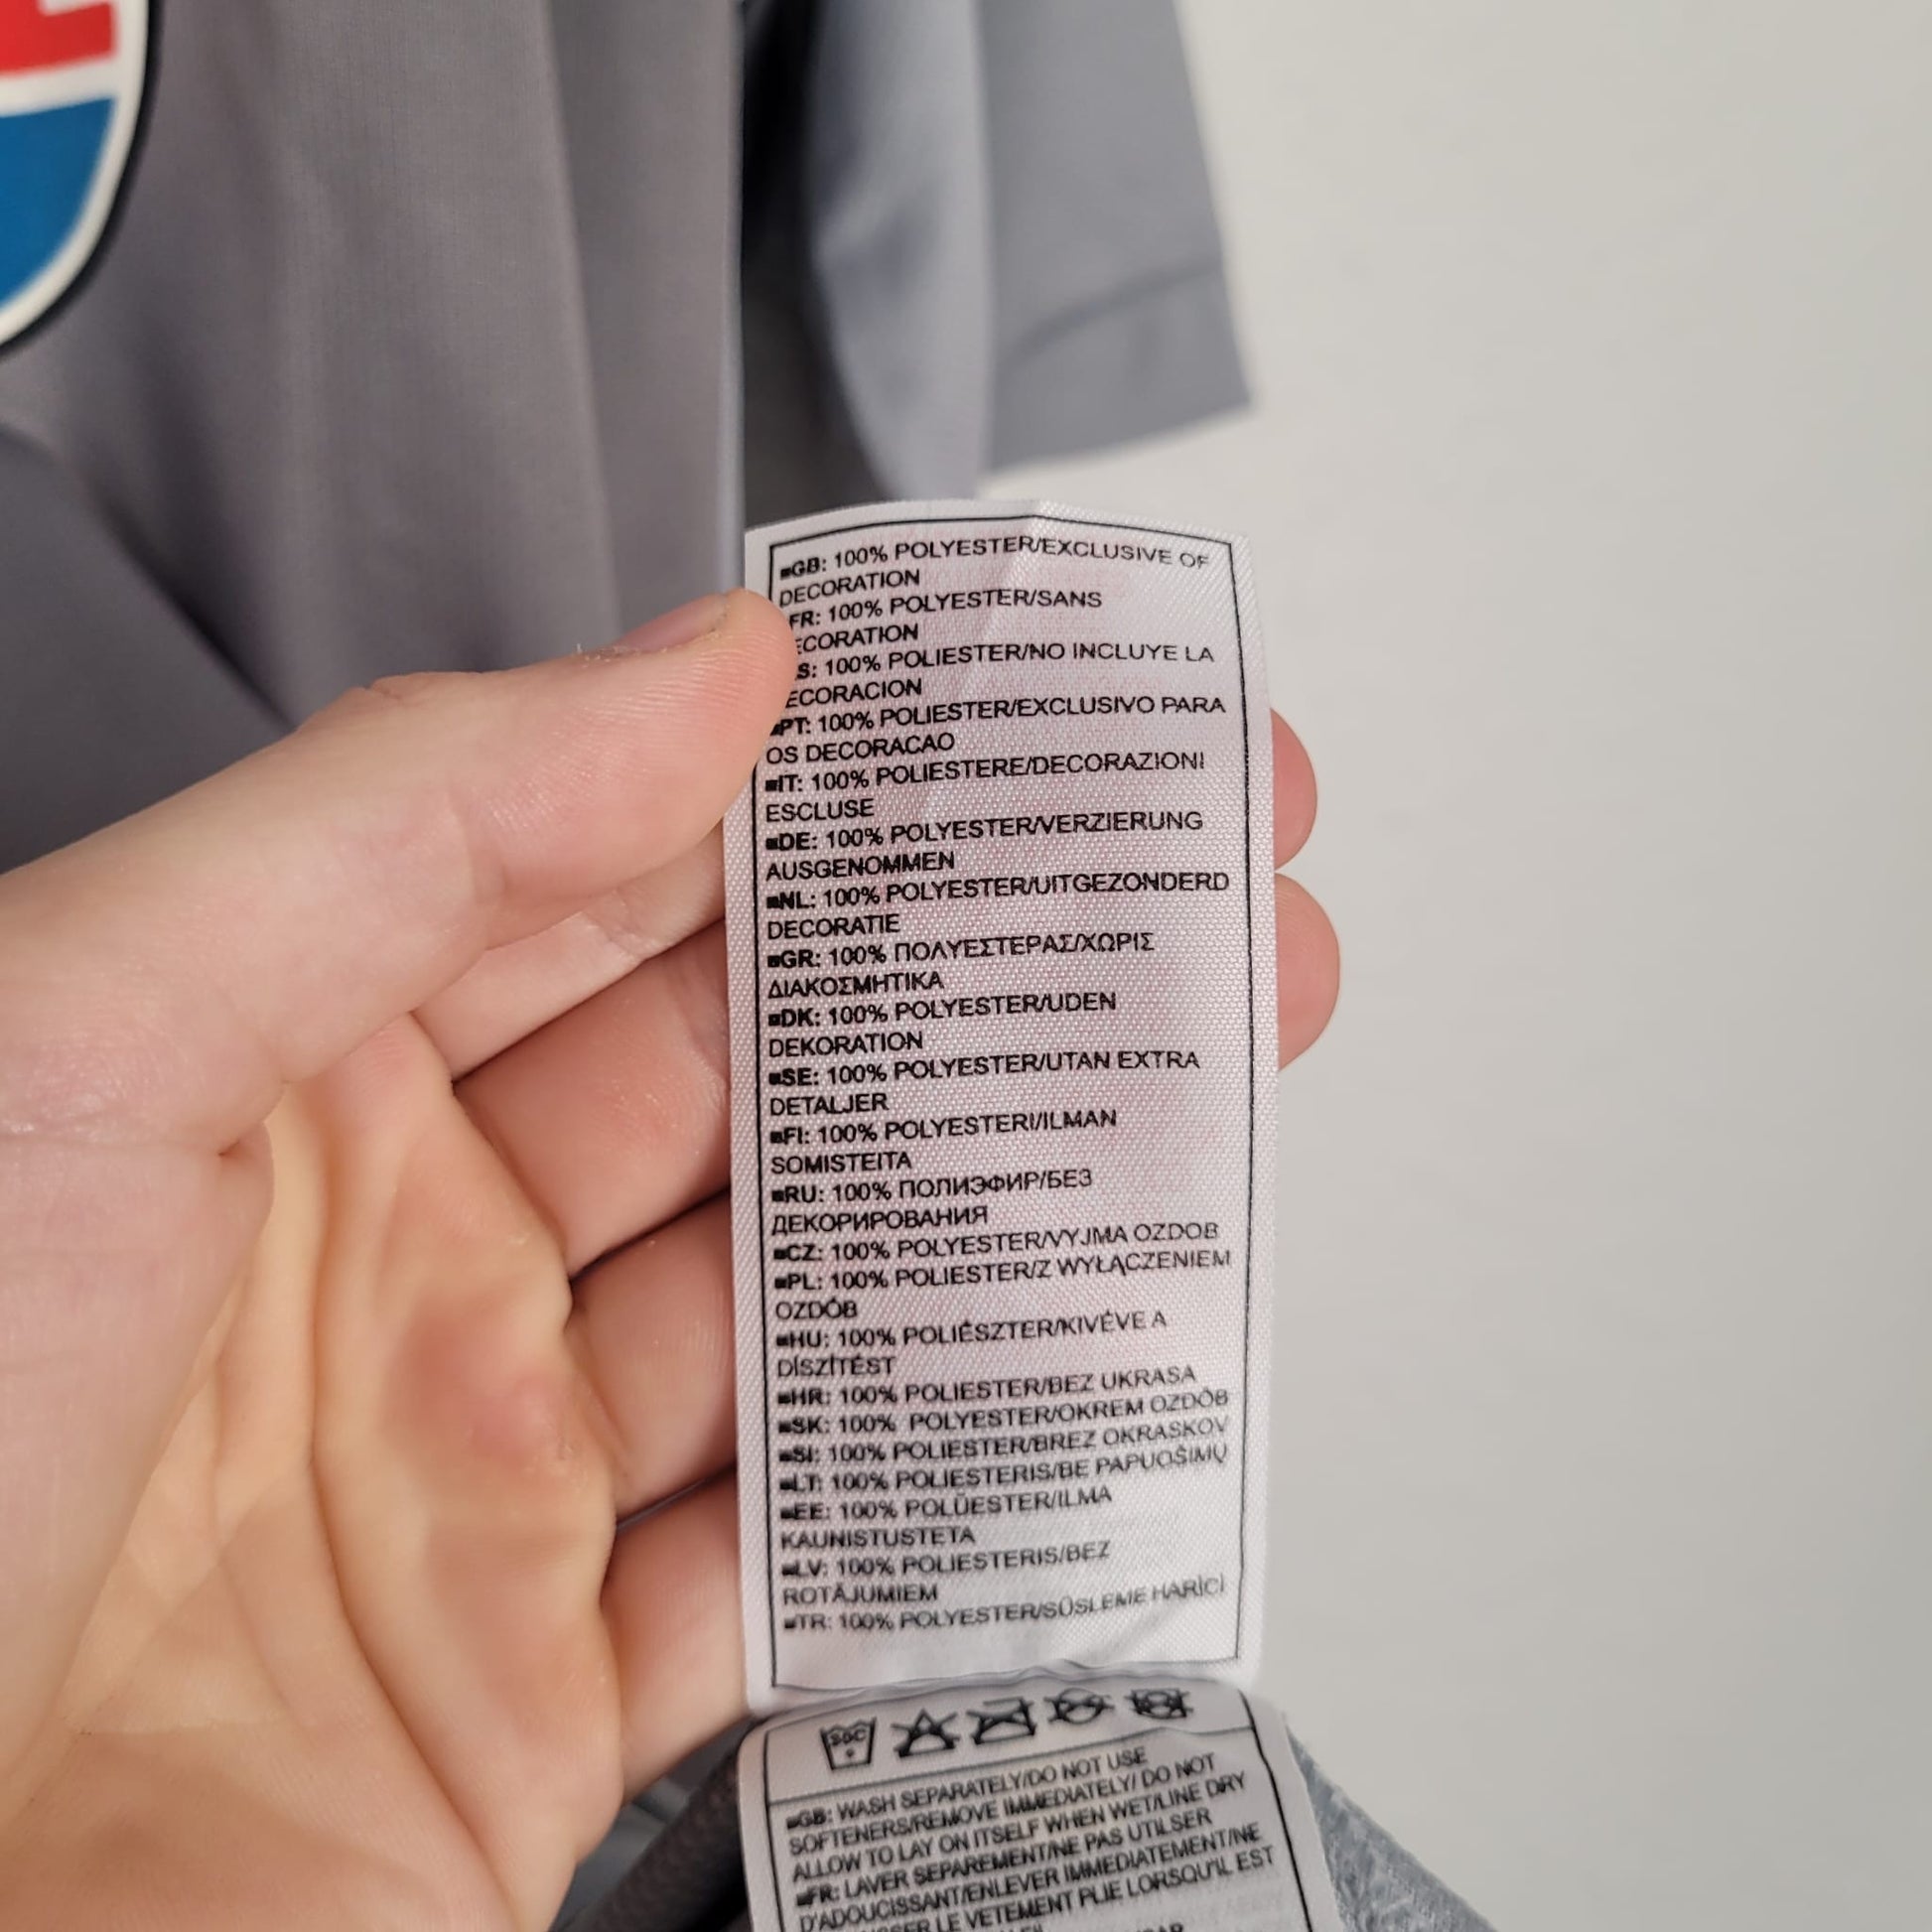 GB: 100% POLYESTER/EXCLUSIVE OF
DECORATION
FR: 100% POLYESTER/SANS
ECORATION
S: 100% POLIESTER/NO INCLUYE LA
ECORACION
PT: 100% POLIESTER/EXCLUSIVO PARA
OS DECORACAO
IT: 100% POLIESTERE/DECORAZIONI
ESCLUSE
DE: 100% POLYESTER/VERZIERUNG
AUSGENOMMEN
NL: 100% POLYESTER/UITGEZONDERD
DECORATIE
GR: 100% ΠΟΛΥΕΣΤΕΡΑΣ/ΧΩΡΙΣ
ΔΙΑΚΟΣΜΗΤΙΚΑ
DK: 100% POLYESTER/UDEN
DEKORATION
SE: 100% POLYESTER/UTAN EXTRA
DETALJER
FI: 100% POLYESTERI/ILMAN
SOMISTEITA
RU: 100% ПОЛИЭФИР/БЕЗ
ДЕКОРИРОВАНИЯ
CZ: 100% POLYESTER/VYJMA OZDOB
PL: 100% POLIESTER/Z WYŁĄCZENIEM
OZDÓB
HU: 100% POLIÉSZTER/KIVÉVE A
DÍSZÍTÉST
HR: 100% POLIESTER/BEZ UKRASA
SK: 100% POLYESTER/OKREM OZDÔB
SI: 100% POLIESTER/BREZ OKRASKOV
LT: 100% POLIESTERIS/BE PAPUOŠIMŲ
EE: 100% POLÜESTER/ILMA
KAUNISTUSTETA
LV: 100% POLIESTERIS/BEZ
ROTĀJUMIEM
TR: 100% POLYESTER/SÜSLEME HARİCİ
GB: WASH SEPARATELY/DO NOT USE
SOFTENERS/REMOVE IMMEDIATELY/ DO NOT
ALLOW TO LAY ON ITSELF WHEN WET/LINE DRY
FR: LAVER SEPAREMENT/NE PAS UTILSER
D'ADOUCISSANT/ENLEVER IMMEDIATEMENT/NE
LE VETEMENT PLIE LORSQU'IL EST